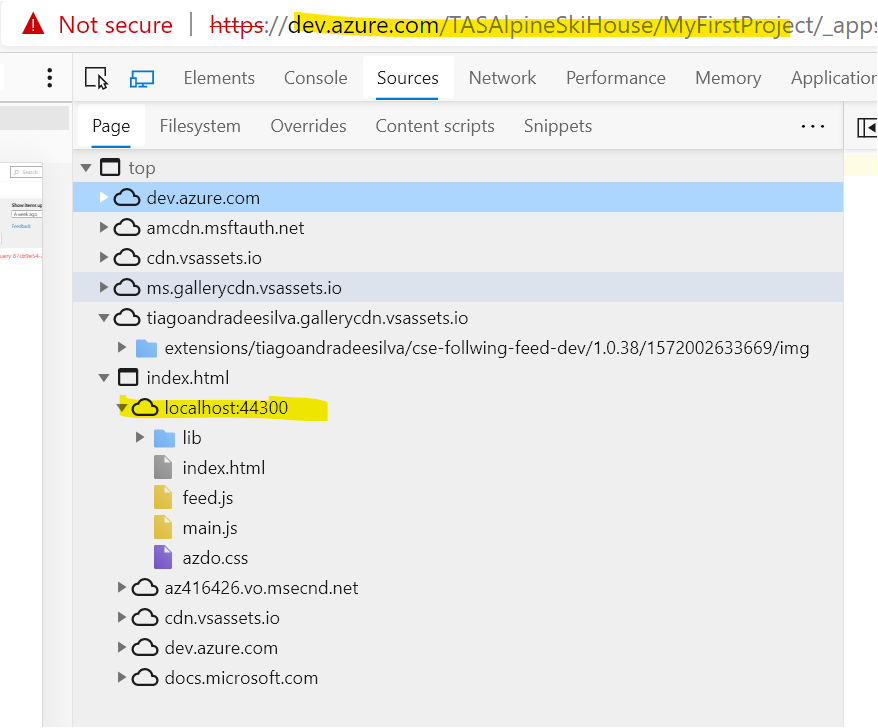 Not secure | https://dev.azure.com/TASAlpineSkiHouse/MyFirstProject/_apps
Elements Console Sources Network Performance Memory Application
Page Filesystem Overrides Content scripts Snippets ...
top
Search
dev.azure.com
Show items up
A week ago
amcdn.msftauth.net
Feedback
cdn.vsassets.io
ms.gallerycdn.vsassets.io
tiagoandradeesilva.gallerycdn.vsassets.io
extensions/tiagoandradeesilva/cse-follwing-feed-dev/1.0.38/1572002633669/img
index.html
localhost:44300
lib
index.html
feed.js
main.js
azdo.css
az416426.vo.msecnd.net
cdn.vsassets.io
dev.azure.com
docs.microsoft.com